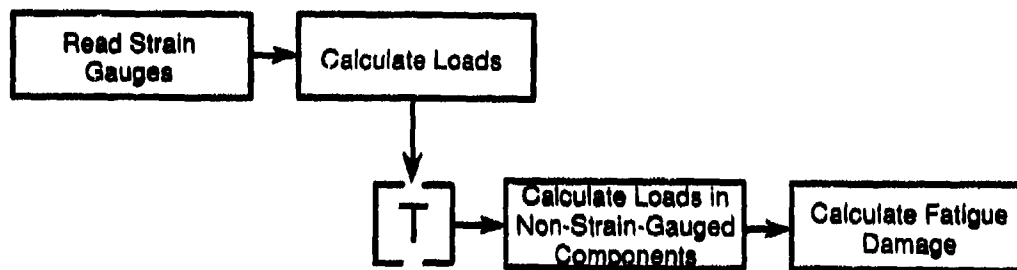 Read Strain
Gauges
Calculate Loads
T
Calculate Loads in
Non-Strain-Gauged
Components
Calculate Fatigue
Damage